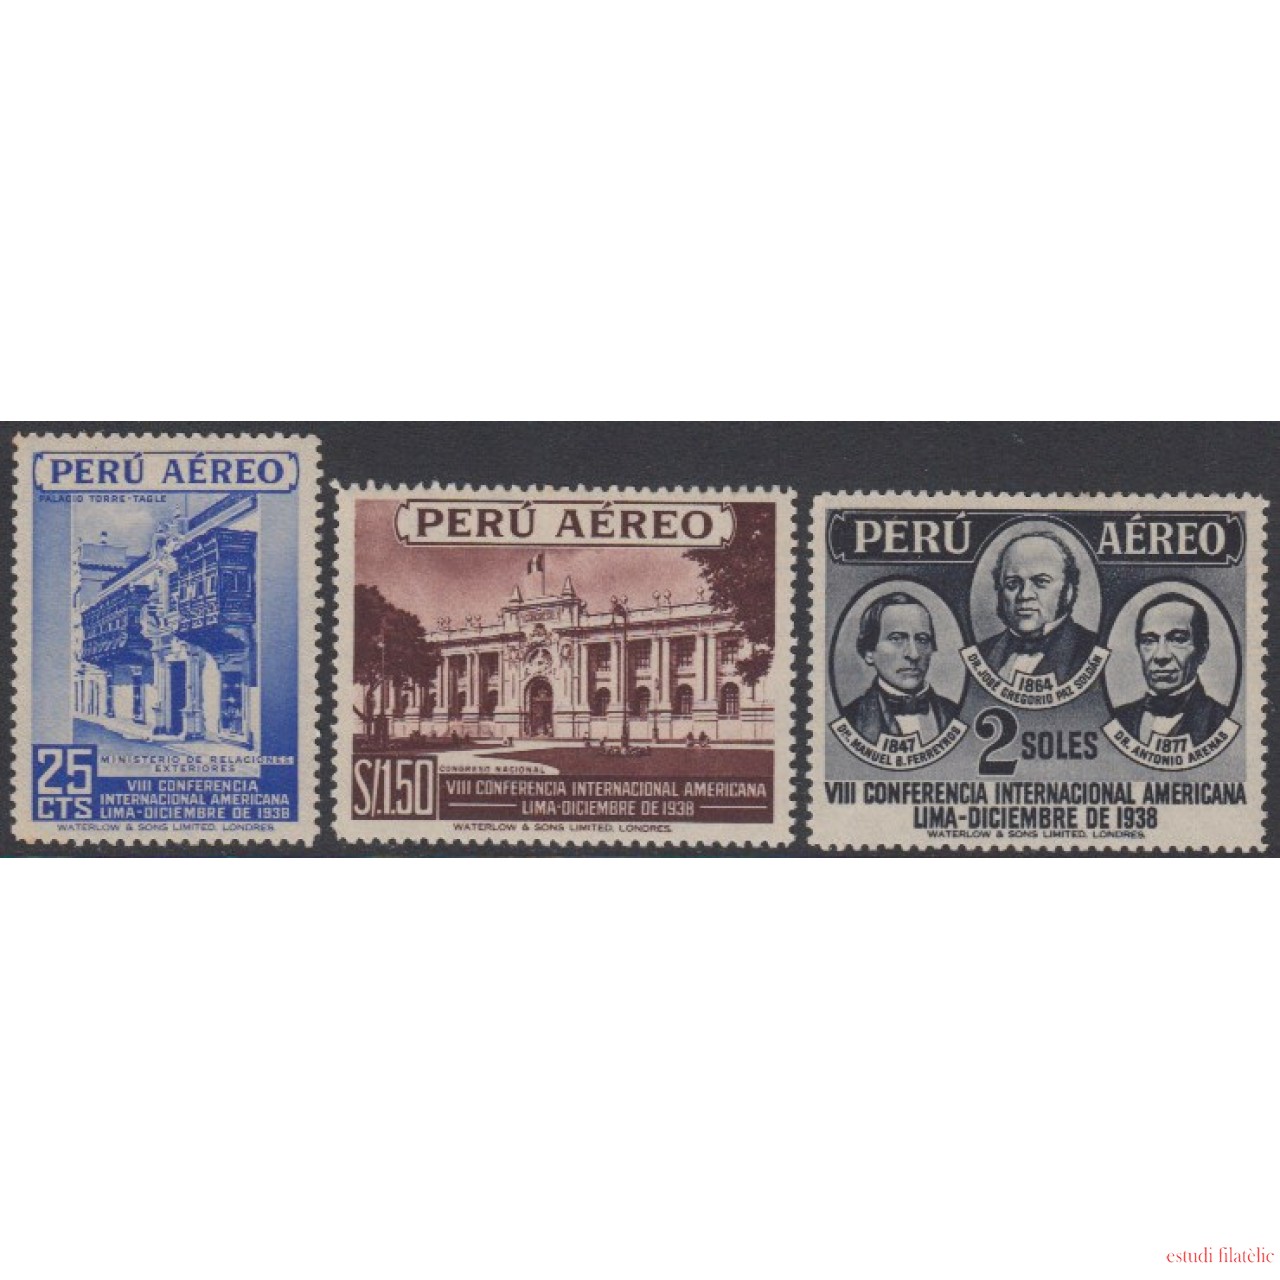 PERÚ AÉREO
PALACIO TORRE-TAGLE
MINISTERIO DE RELACIONES
EXTERIORES
25
CTS
VIII CONFERENCIA
INTERNACIONAL AMERICANA
LIMA-DICIEMBRE DE 1938
WATERLOW & SONS LIMITED, LONDRES.
PERÚ AÉREO
CONGRESO NACIONAL
S/.1.50
VIII CONFERENCIA INTERNACIONAL AMERICANA
LIMA-DICIEMBRE DE 1938
WATERLOW & SONS LIMITED, LONDRES.
PERÚ AÉREO
1864
DR. JOSÉ GREGORIO PAZ SOLDÁN
1847
DR. MANUEL B. FERREYROS
1877
DR. ANTONIO ARENAS
2 SOLES
VIII CONFERENCIA INTERNACIONAL AMERICANA
LIMA-DICIEMBRE DE 1938
WATERLOW & SONS LIMITED, LONDRES.
estudi filatèlic